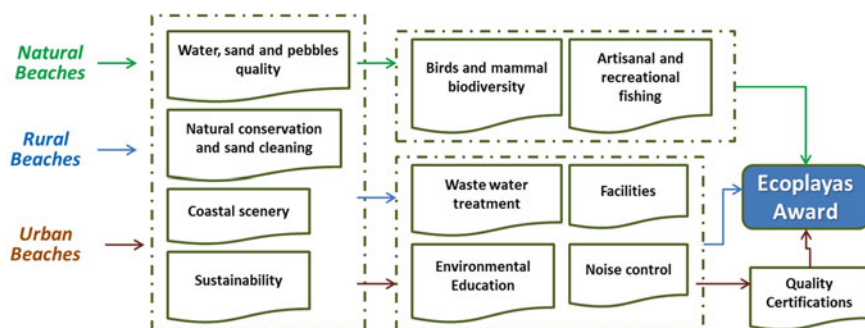 Natural
Beaches
Rural
Beaches
Urban
Beaches
Water, sand and pebbles
quality
Natural conservation
and sand cleaning
Coastal scenery
Sustainability
Birds and mammal
biodiversity
Artisanal and
recreational
fishing
Waste water
treatment
Facilities
Environmental
Education
Noise control
Ecoplayas
Award
Quality
Certifications